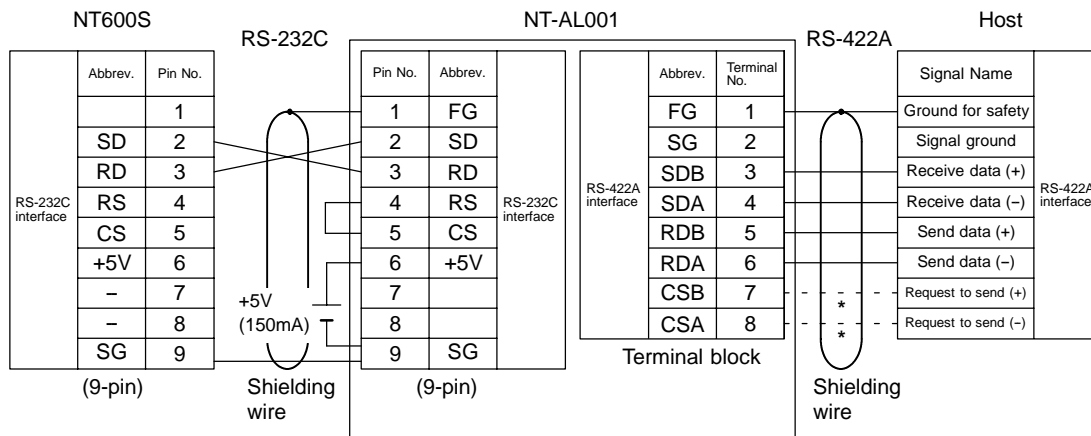 NT600S
NT-AL001
Host
RS-232C
RS-422A
Abbrev. Pin No.
1
SD 2
RD 3
RS 4
CS 5
+5V 6
– 7
– 8
SG 9
RS-232C
interface
(9-pin)
+5V
(150mA)
Shielding
wire
Pin No. Abbrev.
1 FG
2 SD
3 RD
4 RS
5 CS
6 +5V
7
8
9 SG
RS-232C
interface
(9-pin)
RS-422A
interface
Abbrev. Terminal
No.
FG 1
SG 2
SDB 3
SDA 4
RDB 5
RDA 6
CSB 7
CSA 8
Terminal block
*
*
Shielding
wire
Signal Name
Ground for safety
Signal ground
Receive data (+)
Receive data (–)
Send data (+)
Send data (–)
Request to send (+)
Request to send (–)
RS-422A
interface